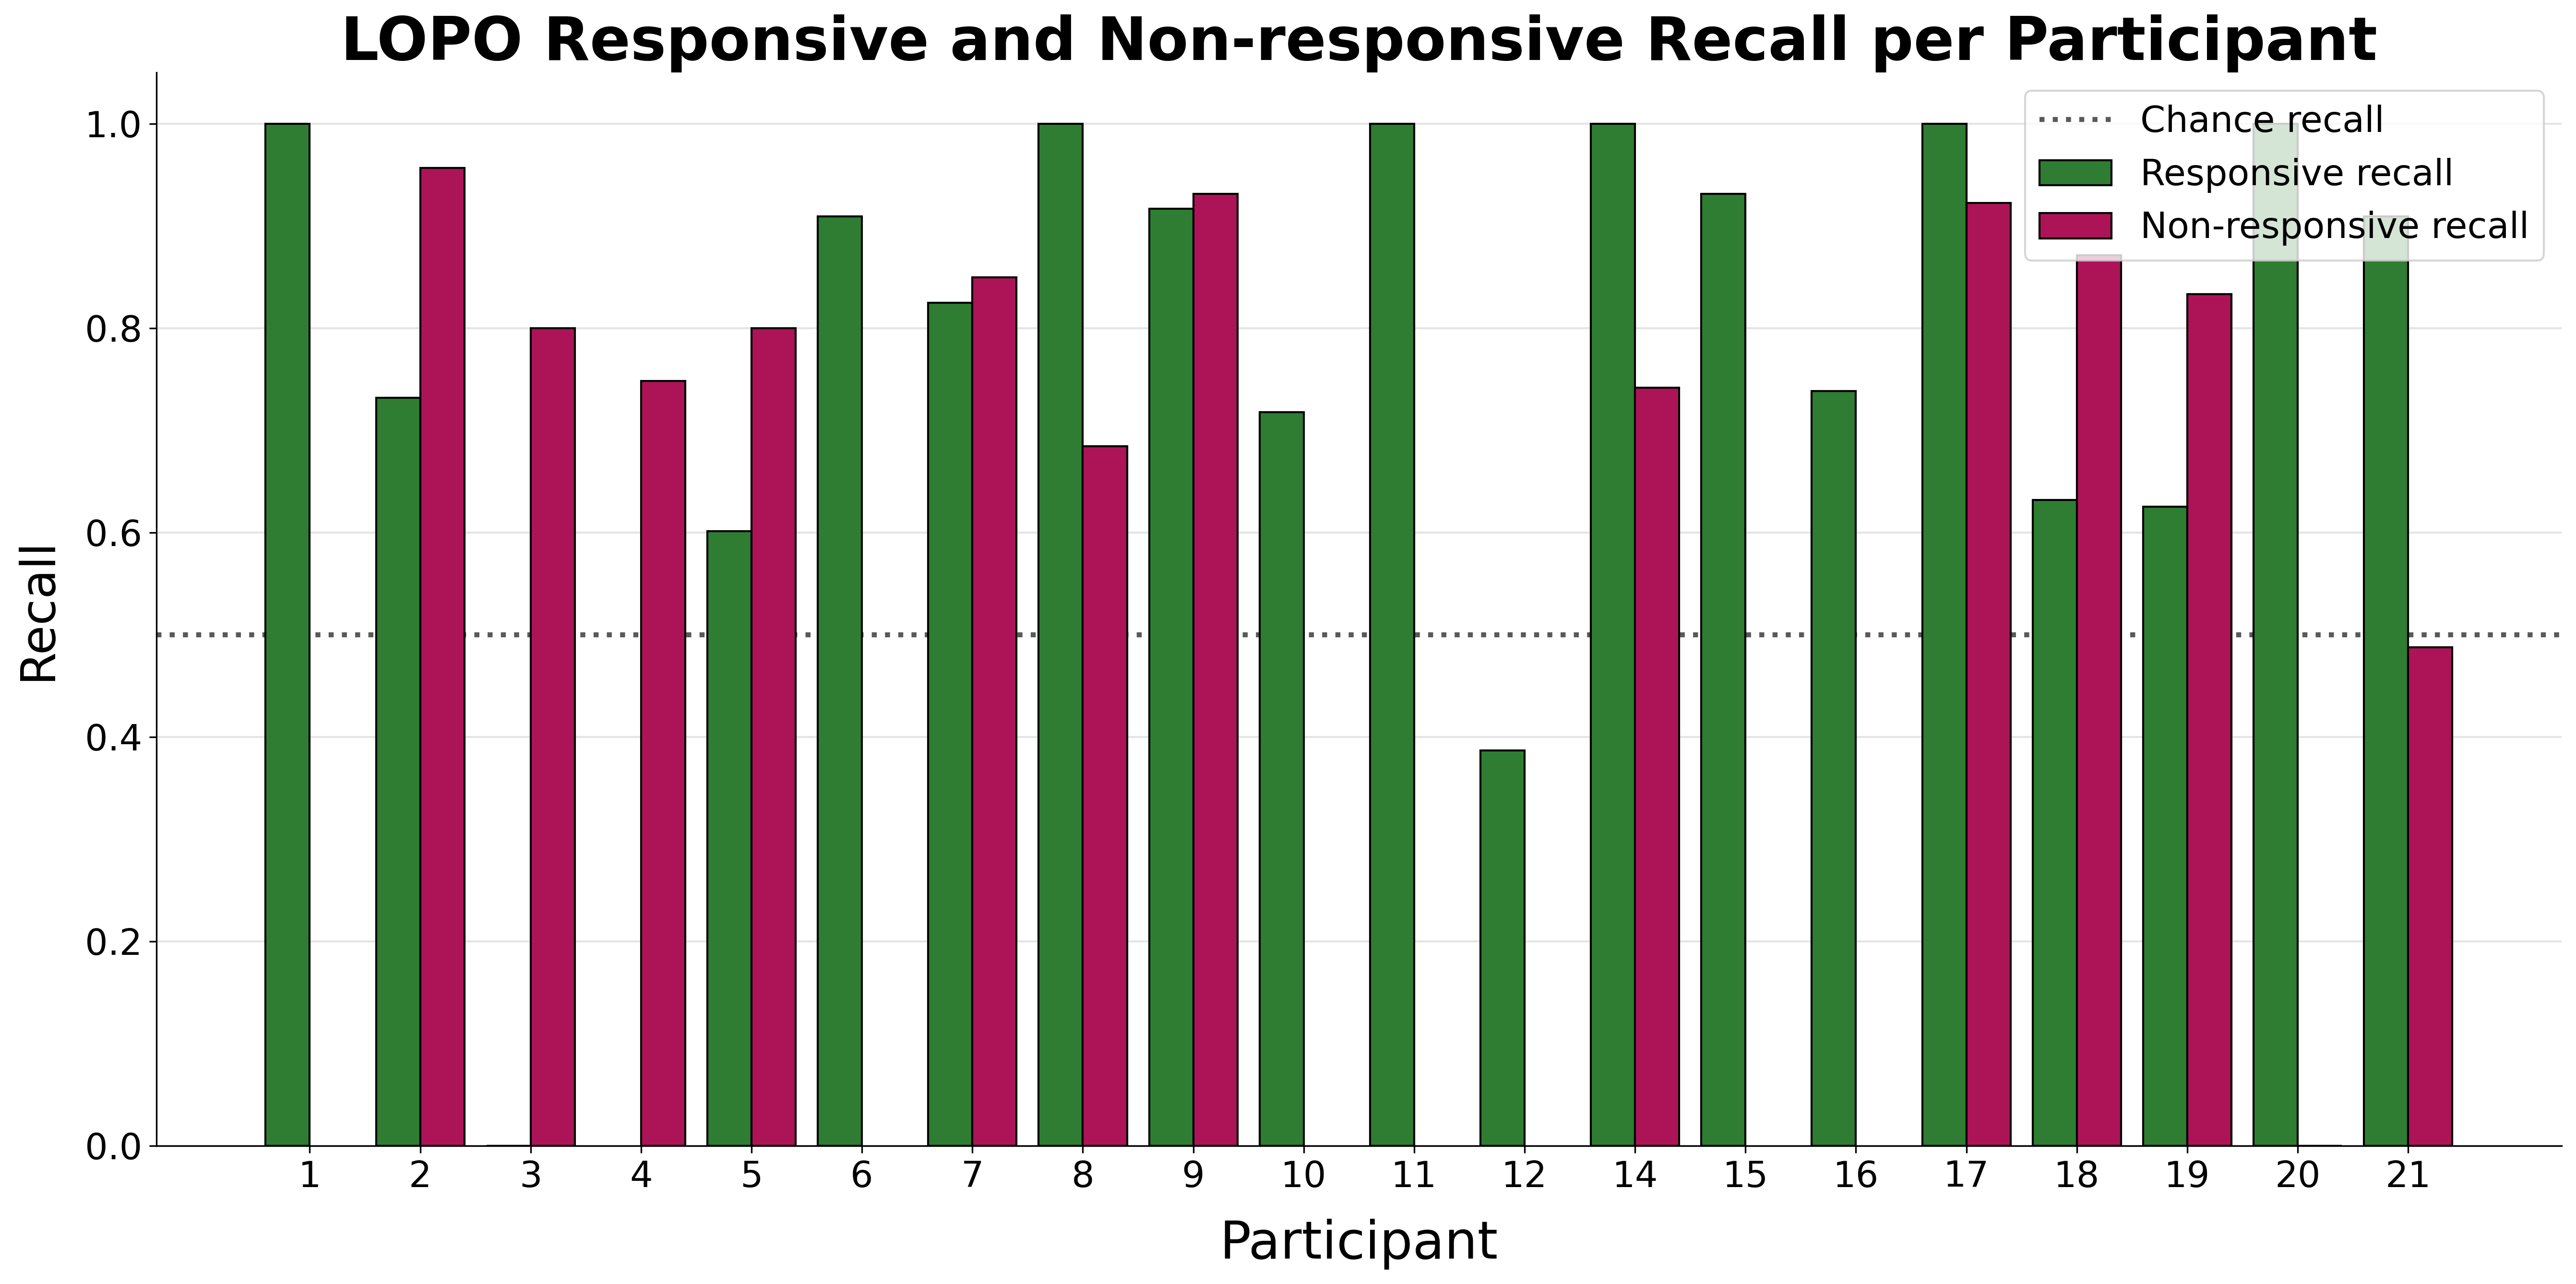 LOPO Responsive and Non-responsive Recall per Participant
Chance recall
Responsive recall
Non-responsive recall
Recall
1.0
0.8
0.6
0.4
0.2
0.0
1 2 3 4 5 6 7 8 9 10 11 12 14 15 16 17 18 19 20 21
Participant